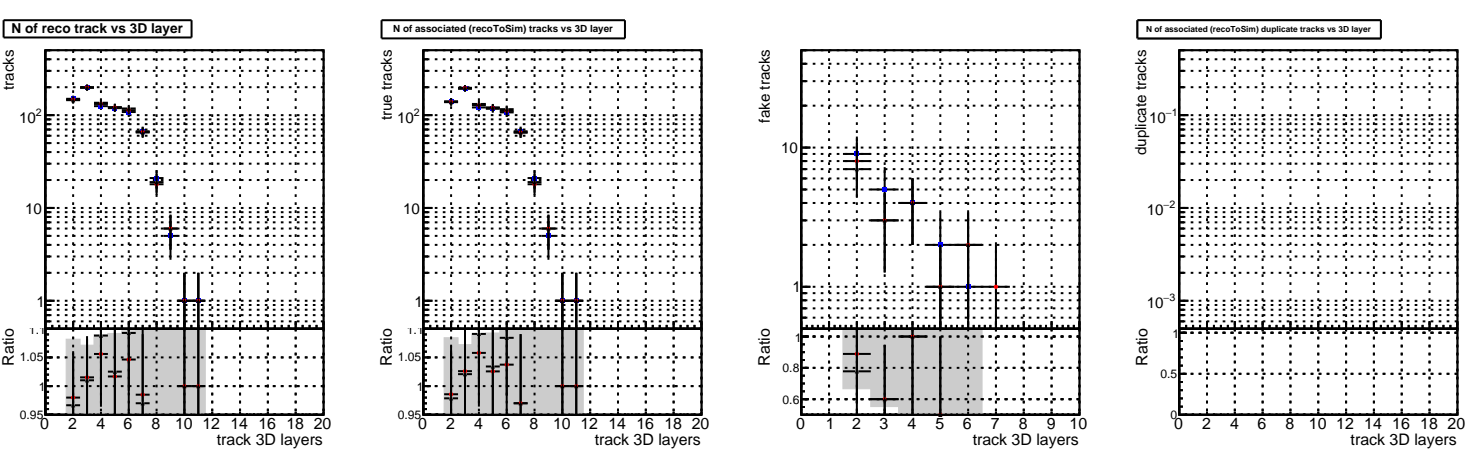 N of reco track vs 3D layer
tracks
10²
10
1
Ratio
1.1
1.05
1
0.95
0 2 4 6 8 10 12 14 16 18 20
track 3D layers
N of associated (recoToSim) tracks vs 3D layer
true tracks
10²
10
1
Ratio
1.1
1.05
1
0.95
0 2 4 6 8 10 12 14 16 18 20
track 3D layers
fake tracks
10
1
Ratio
1
0.8
0.6
0 1 2 3 4 5 6 7 8 9 10
track 3D layers
N of associated (recoToSim) duplicate tracks vs 3D layer
duplicate tracks
10⁻¹
10⁻²
10⁻³
Ratio
1
0.5
0
0 2 4 6 8 10 12 14 16 18 20
track 3D layers